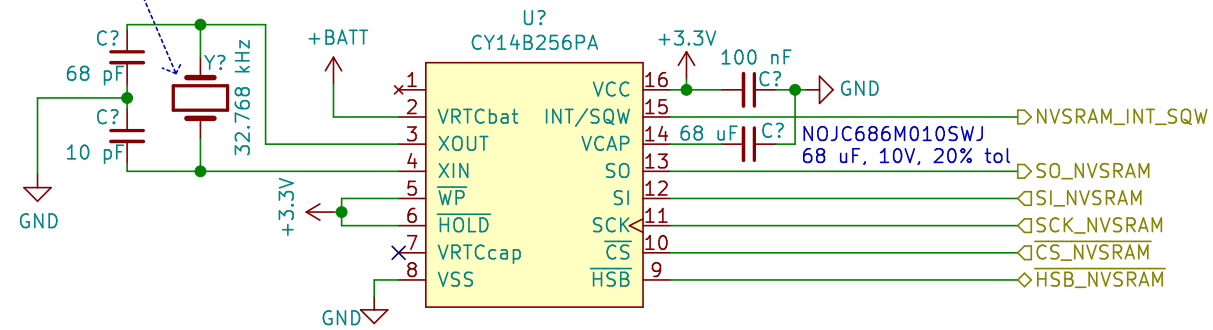 U?
CY14B256PA
C?
68 pF
C?
10 pF
GND
Y?
32.768 kHz
+BATT
+3.3V
GND
1
2
3
4
5
6
7
8
VRTCbat
XOUT
XIN
WP
HOLD
VRTCcap
VSS
VCC
INT/SQW
VCAP
SO
SI
SCK
CS
HSB
16
15
14
13
12
11
10
9
+3.3V
100 nF
C?
GND
68 uF
C?
NOJC686M010SWJ
68 uF, 10V, 20% tol
NVSRAM_INT_SQW
SO_NVSRAM
SI_NVSRAM
SCK_NVSRAM
CS_NVSRAM
HSB_NVSRAM